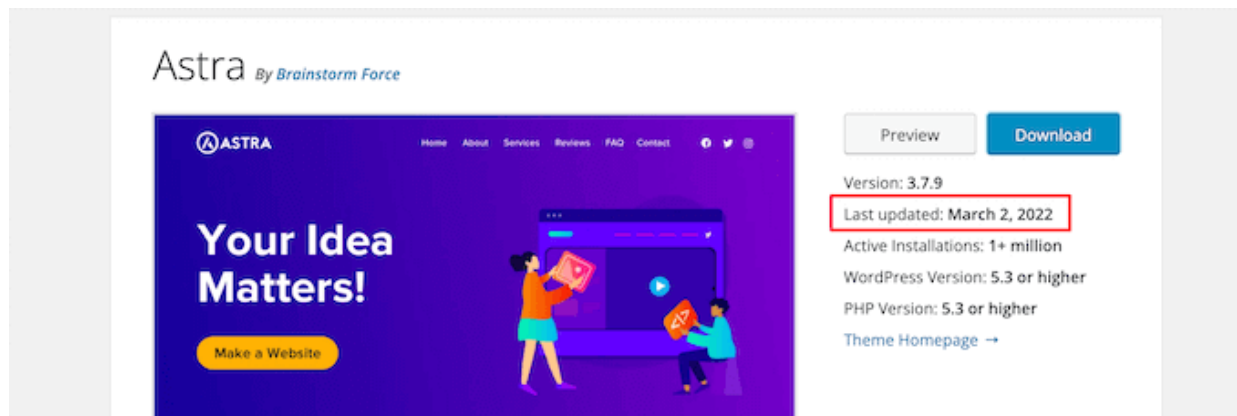 Astra By Brainstorm Force
ASTRA
Home About Services Reviews FAQ Contact
Your Idea
Matters!
Make a Website
Preview Download
Version: 3.7.9
Last updated: March 2, 2022
Active Installations: 1+ million
WordPress Version: 5.3 or higher
PHP Version: 5.3 or higher
Theme Homepage →